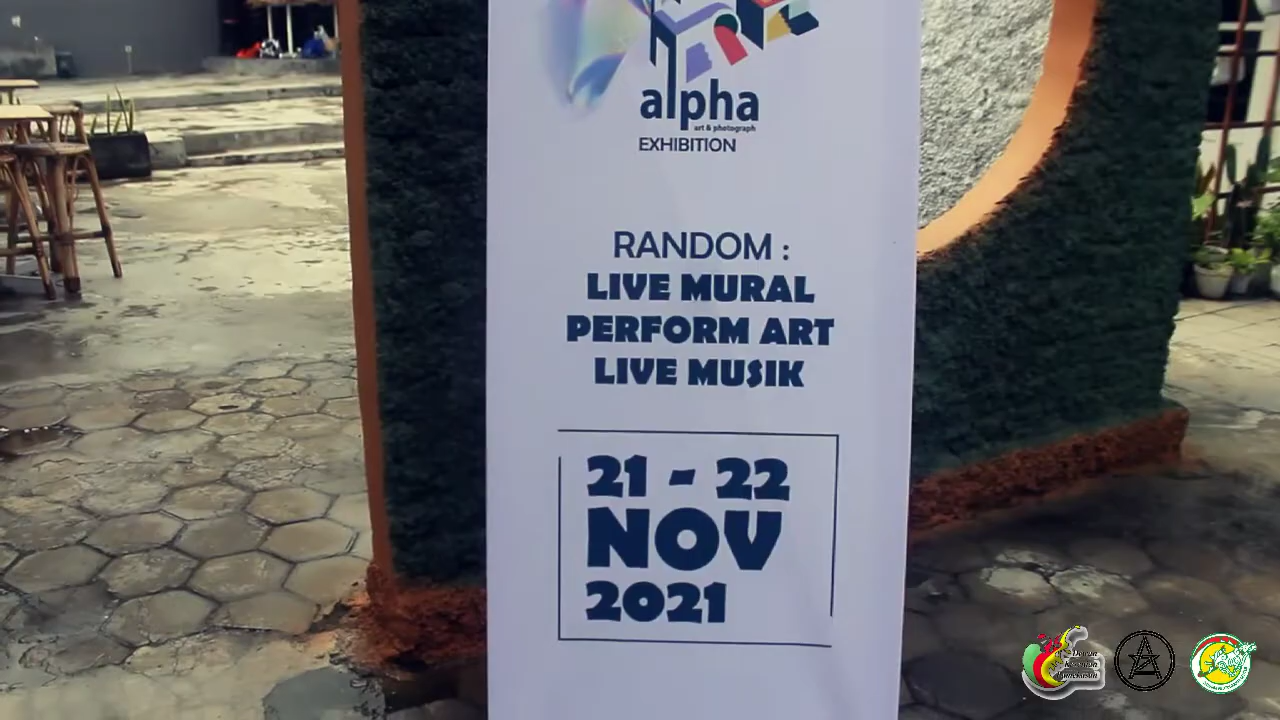 alpha
art & photograph
EXHIBITION
RANDOM :
LIVE MURAL
PERFORM ART
LIVE MUSIK
21 - 22
NOV
2021